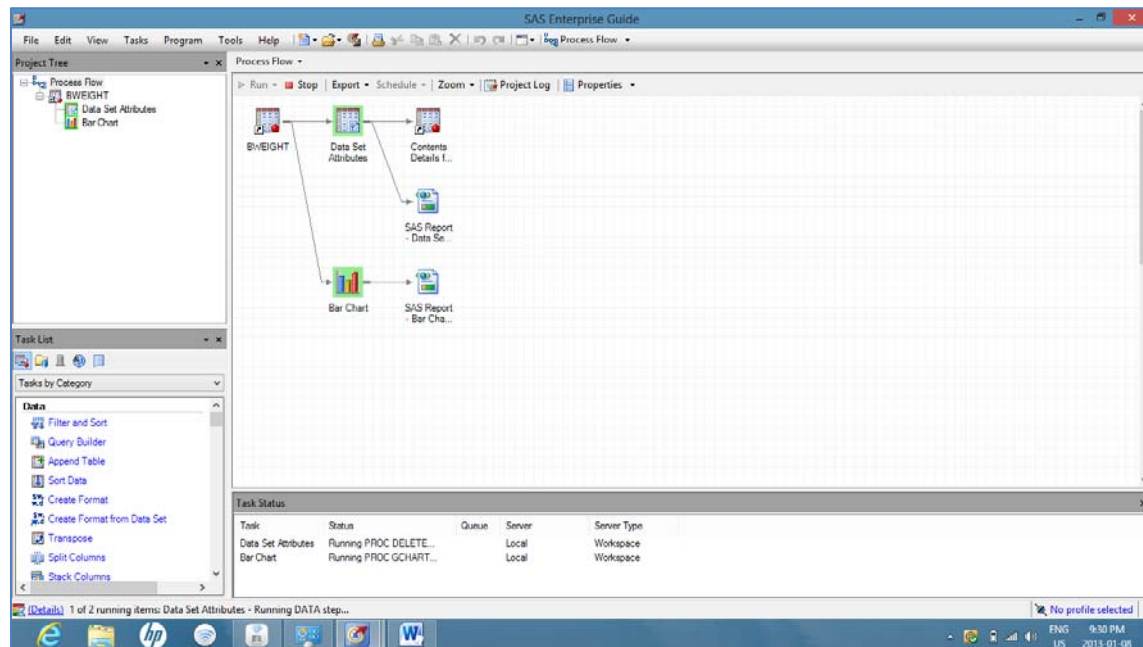 SAS Enterprise Guide
File Edit View Tasks Program Tools Help Process Flow
Project Tree
Process Flow
BWEIGHT
Data Set Attributes
Bar Chart
Process Flow
Run Stop Export Schedule Zoom Project Log Properties
BWEIGHT
Data Set
Attributes
Contents
Details f...
SAS Report
- Data Se...
Bar Chart
SAS Report
- Bar Cha...
Task List
Tasks by Category
Data
Filter and Sort
Query Builder
Append Table
Sort Data
Create Format
Create Format from Data Set
Transpose
Split Columns
Stack Columns
Task Status
Task Status Queue Server Server Type
Data Set Attributes Running PROC DELETE... Local Workspace
Bar Chart Running PROC GCHART... Local Workspace
(Details) 1 of 2 running items: Data Set Attributes - Running DATA step...
No profile selected
hp
W
ENG
US
9:30 PM
2013-01-08